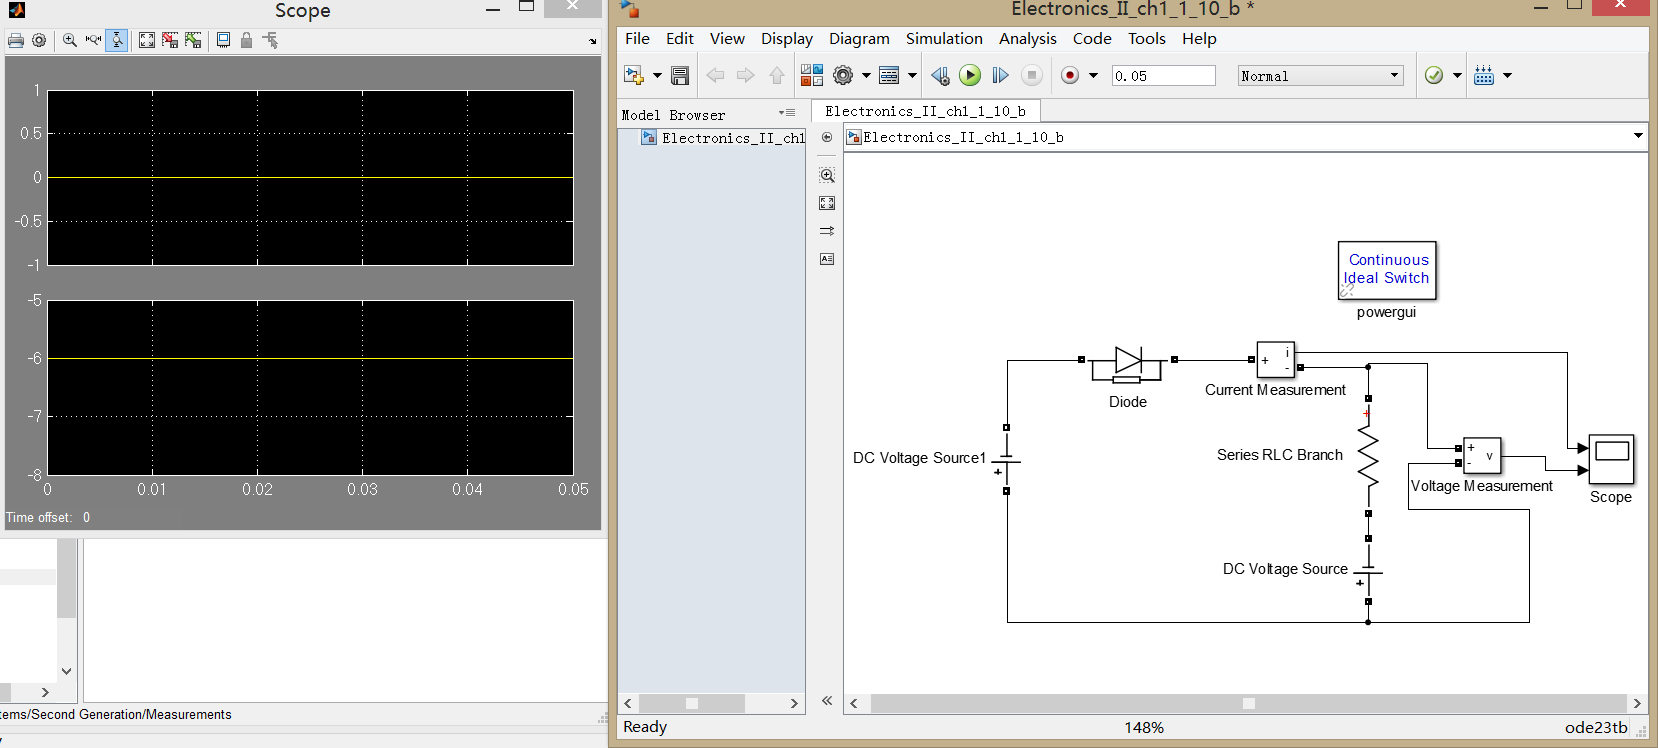 Scope
1
0.5
0
-0.5
-1
-5
-6
-7
-8
0 0.01 0.02 0.03 0.04 0.05
Time offset: 0
tems/Second Generation/Measurements
Electronics_II_ch1_1_10_b *
File Edit View Display Diagram Simulation Analysis Code Tools Help
0.05 Normal
Model Browser
Electronics_II_ch1
Electronics_II_ch1_1_10_b
Electronics_II_ch1_1_10_b
Continuous
Ideal Switch
powergui
+ i
-
Current Measurement
Diode
+
Series RLC Branch
DC Voltage Source1
+
+ v
-
Voltage Measurement
Scope
DC Voltage Source
+
Ready 148% ode23tb